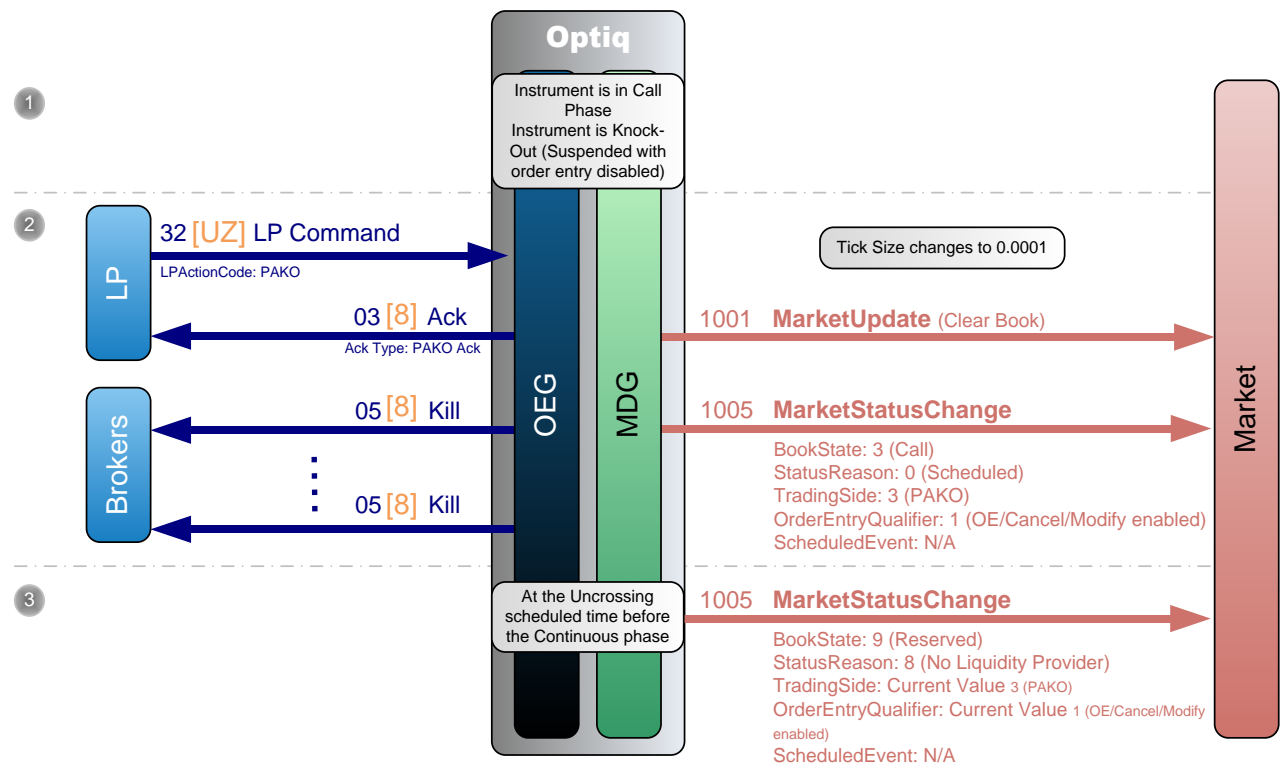 Optiq
1
Instrument is in Call
Phase
Instrument is Knock-
Out (Suspended with
order entry disabled)
2
LP
32 [UZ] LP Command
LPActionCode: PAKO
Tick Size changes to 0.0001
03 [8] Ack
Ack Type: PAKO Ack
1001 MarketUpdate (Clear Book)
OEG
MDG
Market
Brokers
05 [8] Kill
05 [8] Kill
1005 MarketStatusChange
BookState: 3 (Call)
StatusReason: 0 (Scheduled)
TradingSide: 3 (PAKO)
OrderEntryQualifier: 1 (OE/Cancel/Modify enabled)
ScheduledEvent: N/A
3
At the Uncrossing
scheduled time before
the Continuous phase
1005 MarketStatusChange
BookState: 9 (Reserved)
StatusReason: 8 (No Liquidity Provider)
TradingSide: Current Value 3 (PAKO)
OrderEntryQualifier: Current Value 1 (OE/Cancel/Modify
enabled)
ScheduledEvent: N/A